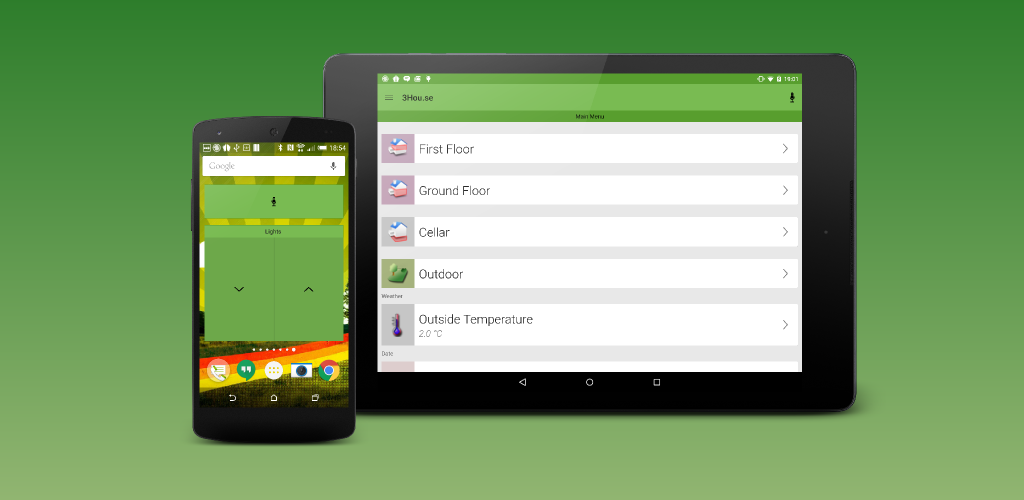 18:54
Google
Lights
19:01
3Hou.se
Main Menu
First Floor
Ground Floor
Cellar
Outdoor
Weather
Outside Temperature
2.0 °C
Date